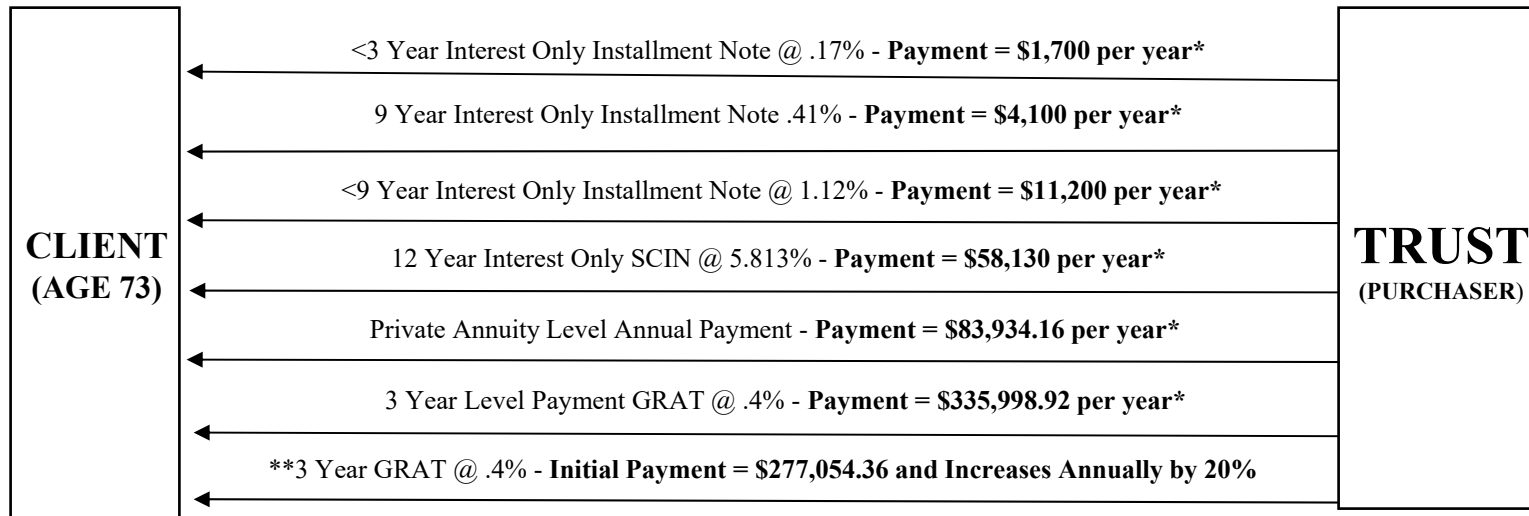 <3 Year Interest Only Installment Note @ .17% - Payment = $1,700 per year*
9 Year Interest Only Installment Note .41% - Payment = $4,100 per year*
<9 Year Interest Only Installment Note @ 1.12% - Payment = $11,200 per year*
CLIENT
(AGE 73)
12 Year Interest Only SCIN @ 5.813% - Payment = $58,130 per year*
TRUST
(PURCHASER)
Private Annuity Level Annual Payment - Payment = $83,934.16 per year*
3 Year Level Payment GRAT @ .4% - Payment = $335,998.92 per year*
**3 Year GRAT @ .4% - Initial Payment = $277,054.36 and Increases Annually by 20%